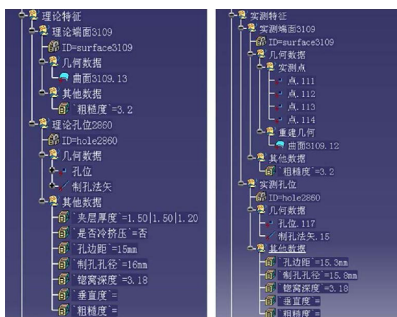 理论特征
理论端面3109
ID=surface3109
几何数据
曲面3109.13
其他数据
`粗糙度`=3.2
理论孔位2860
ID=hole2860
几何数据
孔位
制孔法矢
其他数据
`夹层厚度`=1.50|1.50|1.20
`是否冷挤压`=否
`孔边距`=15mm
`制孔孔径`=16mm
`锪窝深度`=3.18
`垂直度`=
`粗糙度`=
实测特征
实测端面3109
ID=surface3109
几何数据
实测点
点.111
点.112
点.113
点.114
重建几何
曲面3109.12
其他数据
`粗糙度`=3.2
实测孔位
ID=hole2860
几何数据
孔位.117
制孔法矢.15
其他数据
`孔边距`=15.3mm
`制孔孔径`=15.8mm
`锪窝深度`=3.18
`垂直度`=
`粗糙度`=